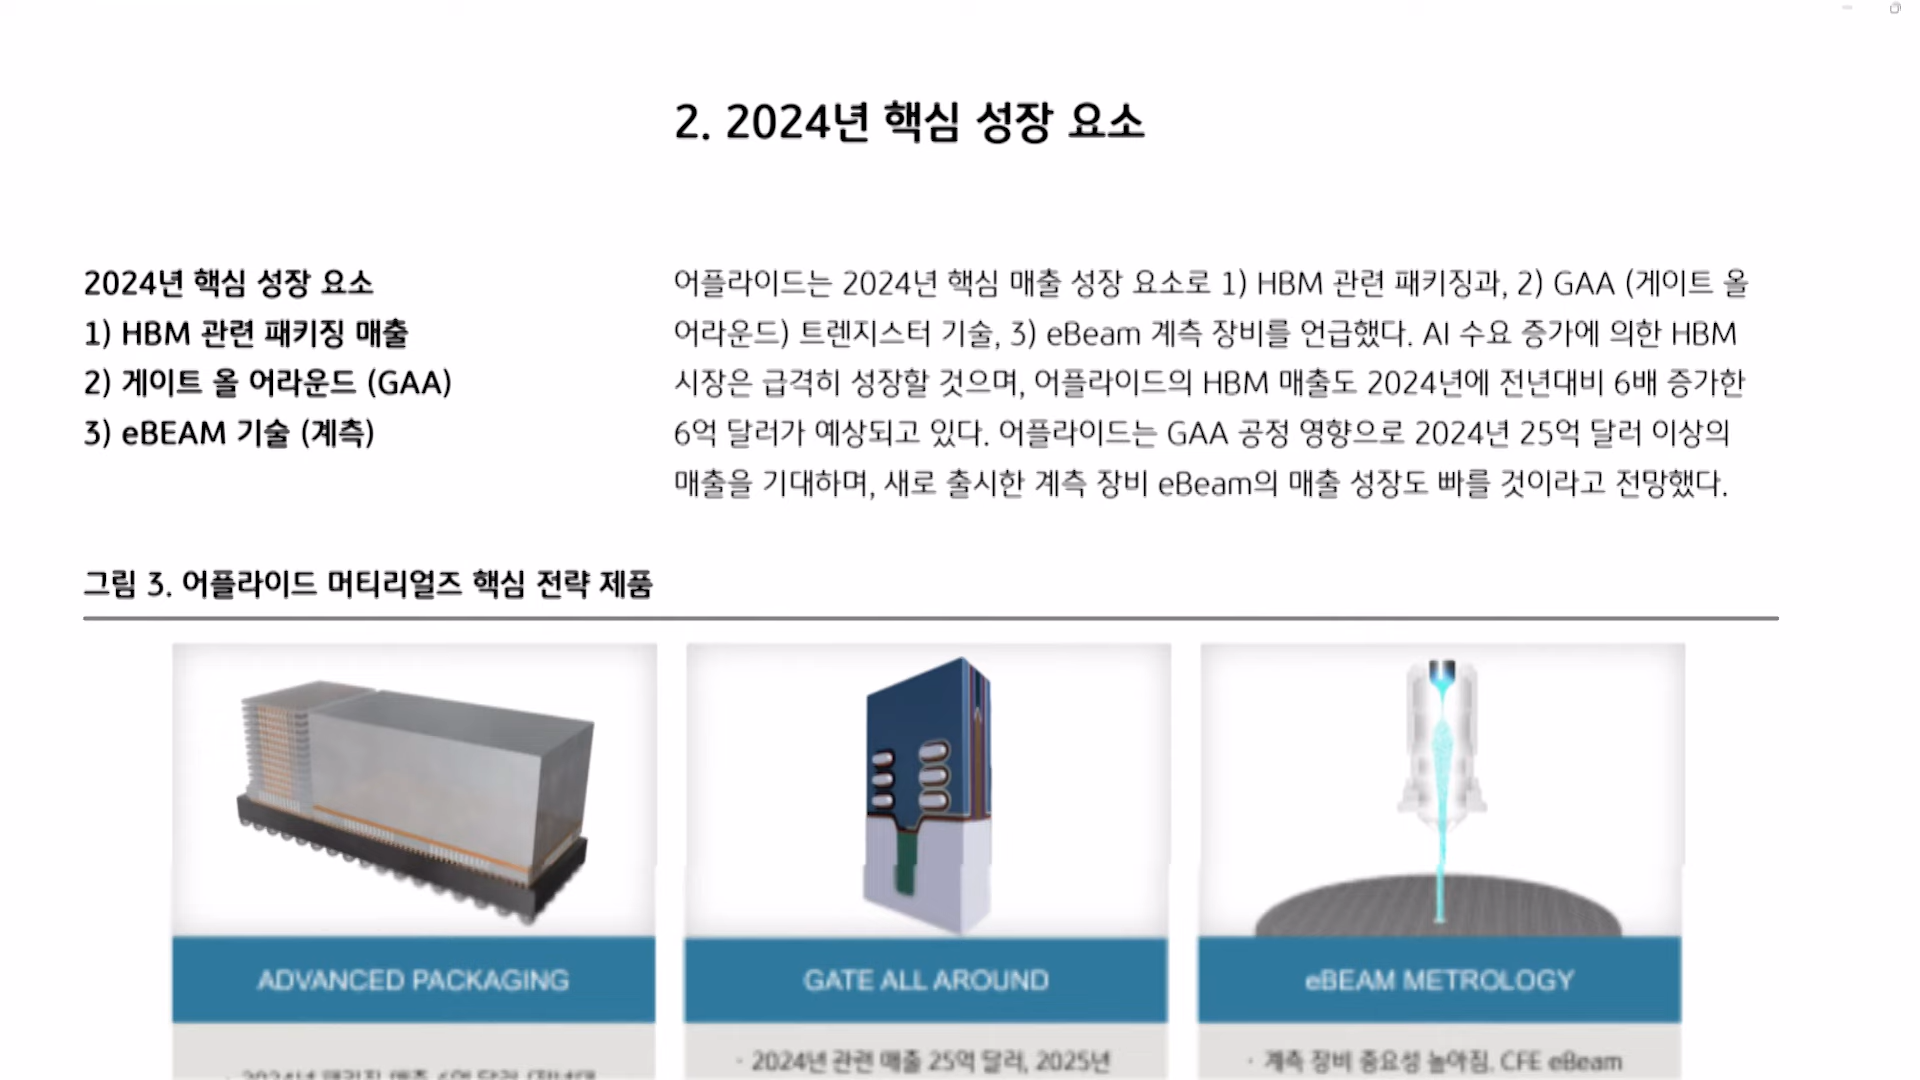 2. 2024년 핵심 성장 요소
2024년 핵심 성장 요소
1) HBM 관련 패키징 매출
2) 게이트 올 어라운드 (GAA)
3) eBEAM 기술 (계측)
어플라이드는 2024년 핵심 매출 성장 요소로 1) HBM 관련 패키징과, 2) GAA (게이트 올
어라운드) 트렌지스터 기술, 3) eBeam 계측 장비를 언급했다. AI 수요 증가에 의한 HBM
시장은 급격히 성장할 것으며, 어플라이드의 HBM 매출도 2024년에 전년대비 6배 증가한
6억 달러가 예상되고 있다. 어플라이드는 GAA 공정 영향으로 2024년 25억 달러 이상의
매출을 기대하며, 새로 출시한 계측 장비 eBeam의 매출 성장도 빠를 것이라고 전망했다.
그림 3. 어플라이드 머티리얼즈 핵심 전략 제품
ADVANCED PACKAGING
GATE ALL AROUND
eBEAM METROLOGY
· 2024년 관련 매출 25억 달러, 2025년
· 계측 장비 중요성 높아짐. CFE eBeam